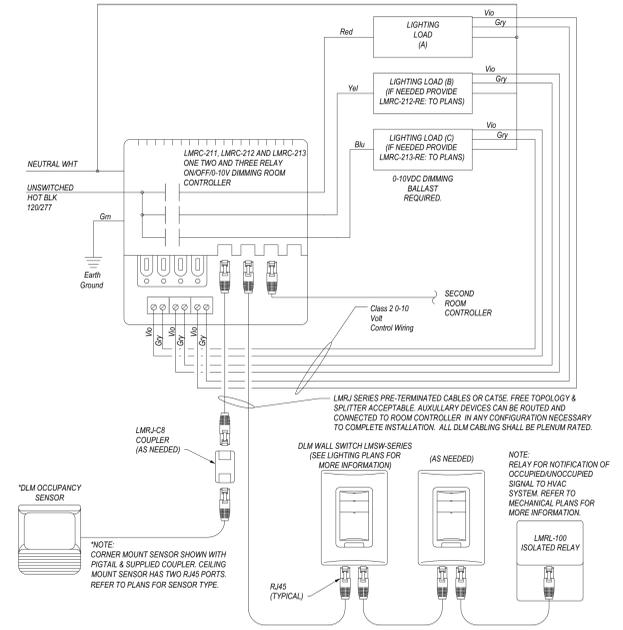 Vio
Gry
LIGHTING
LOAD
(A)
Red
Vio
Gry
LIGHTING LOAD (B)
(IF NEEDED PROVIDE
LMRC-212-RE: TO PLANS)
Yel
Vio
Gry
LIGHTING LOAD (C)
(IF NEEDED PROVIDE
LMRC-213-RE: TO PLANS)
Blu
0-10VDC DIMMING
BALLAST
REQUIRED.
LMRC-211, LMRC-212 AND LMRC-213
ONE TWO AND THREE RELAY
ON/OFF/0-10V DIMMING ROOM
CONTROLLER
NEUTRAL WHT
UNSWITCHED
HOT BLK
120/277
Grn
Earth
Ground
SECOND
ROOM
CONTROLLER
Class 2 0-10
Volt
Control Wiring
Vio
Gry
Vio
Gry
Vio
Gry
LMRJ SERIES PRE-TERMINATED CABLES OR CAT5E. FREE TOPOLOGY &
SPLITTER ACCEPTABLE. AUXULLARY DEVICES CAN BE ROUTED AND
CONNECTED TO ROOM CONTROLLER IN ANY CONFIGURATION NECESSARY
TO COMPLETE INSTALLATION. ALL DLM CABLING SHALL BE PLENUM RATED.
LMRJ-C8
COUPLER
(AS NEEDED)
DLM WALL SWITCH LMSW-SERIES
(SEE LIGHTING PLANS FOR
MORE INFORMATION)
(AS NEEDED)
NOTE:
RELAY FOR NOTIFICATION OF
OCCUPIED/UNOCCUPIED
SIGNAL TO HVAC
SYSTEM. REFER TO
MECHANICAL PLANS FOR
MORE INFORMATION.
*DLM OCCUPANCY
SENSOR
LMRL-100
ISOLATED RELAY
*NOTE:
CORNER MOUNT SENSOR SHOWN WITH
PIGTAIL & SUPPLIED COUPLER. CEILING
MOUNT SENSOR HAS TWO RJ45 PORTS.
REFER TO PLANS FOR SENSOR TYPE.
RJ45
(TYPICAL)